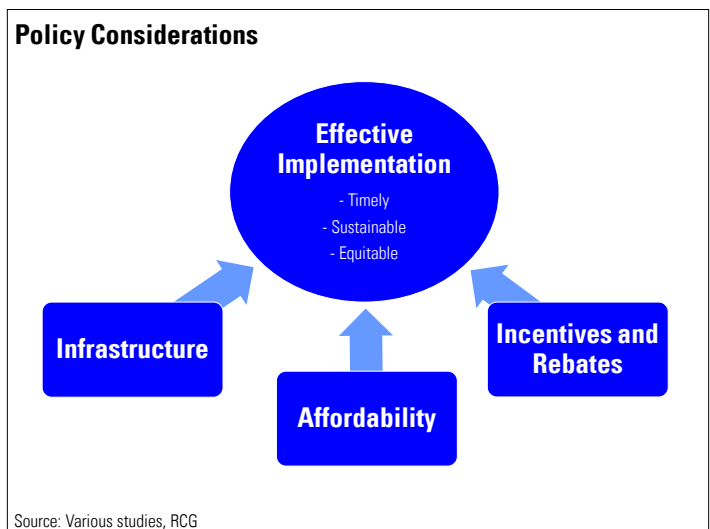 Policy Considerations
Effective
Implementation
- Timely
- Sustainable
- Equitable
Infrastructure
Affordability
Incentives and
Rebates
Source: Various studies, RCG